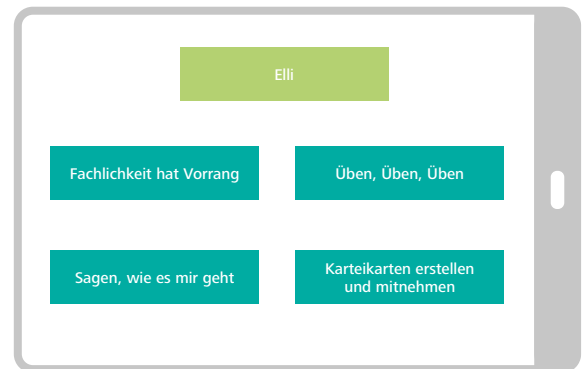 Elli
Fachlichkeit hat Vorrang
Üben, Üben, Üben
Sagen, wie es mir geht
Karteikarten erstellen
und mitnehmen